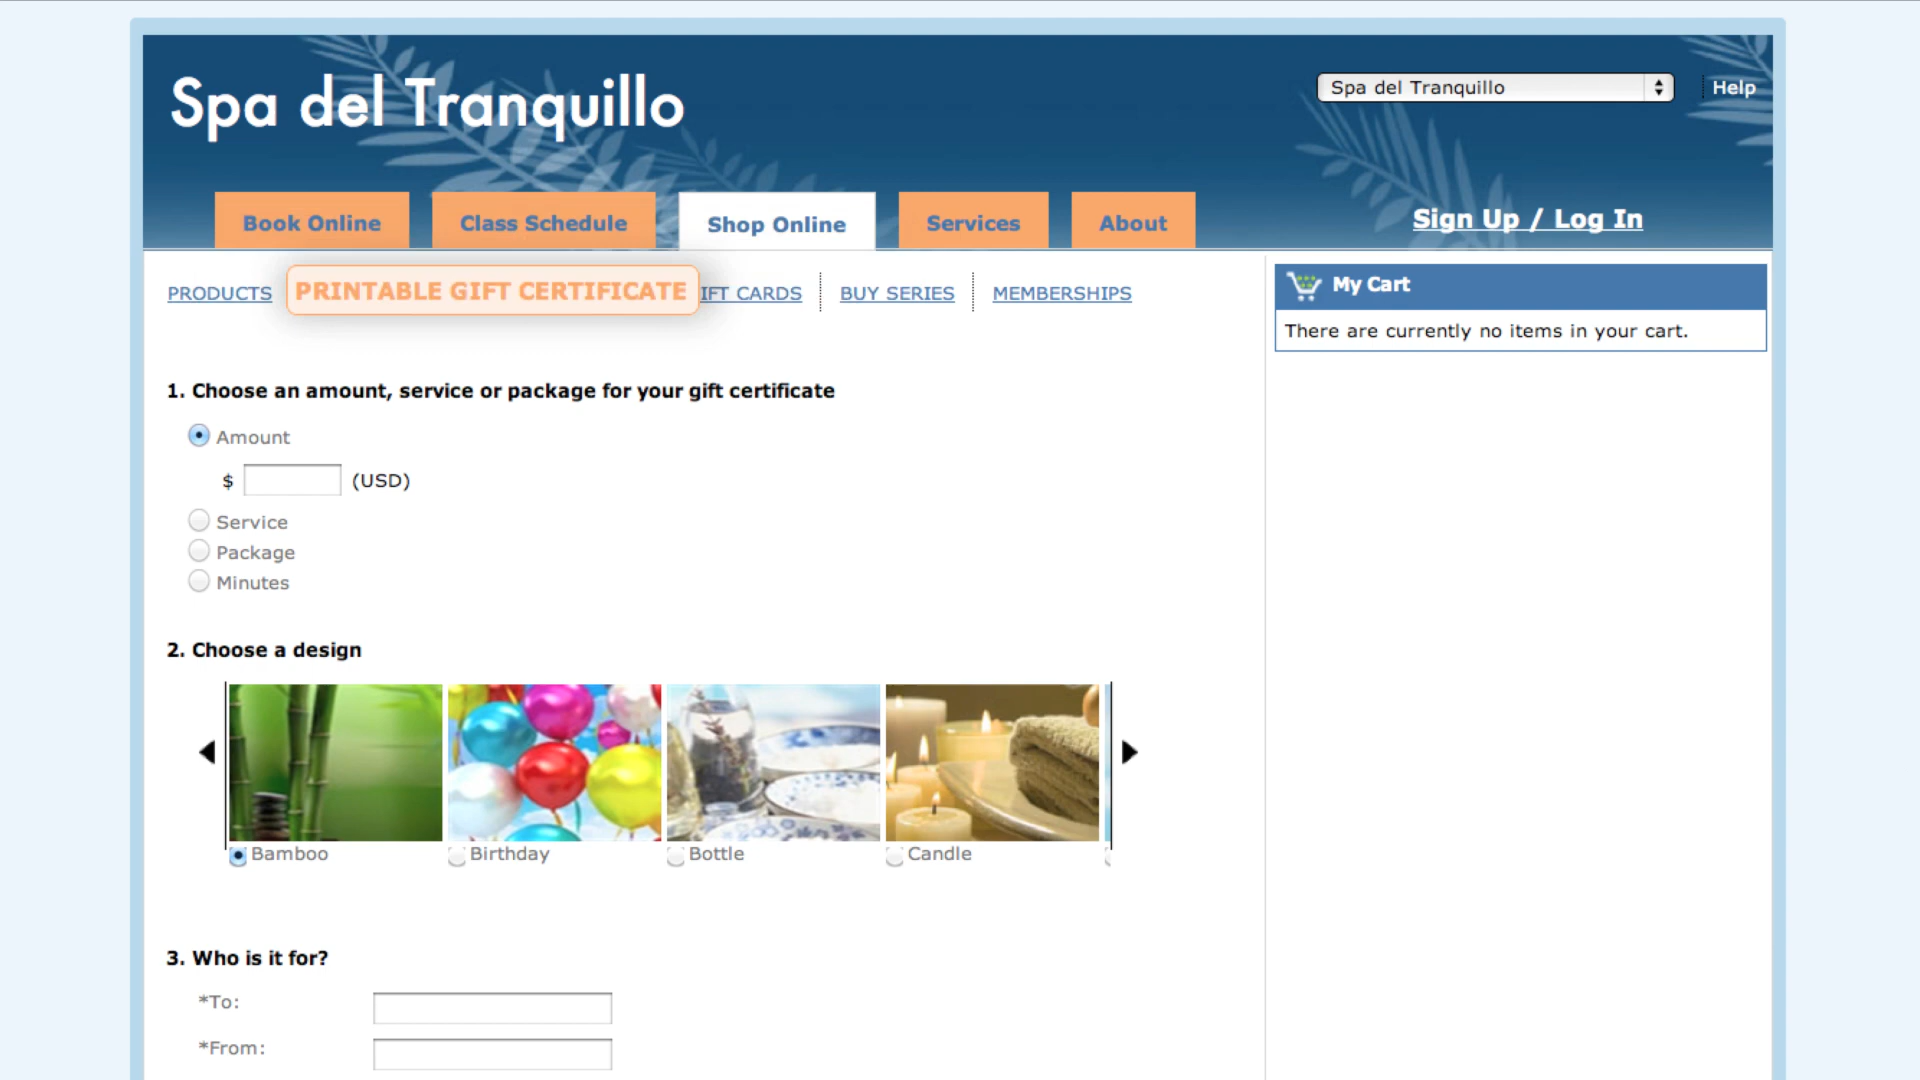 Spa del Tranquillo
Spa del Tranquillo
Help
Book Online
Class Schedule
Shop Online
Services
About
Sign Up / Log In
PRODUCTS
PRINTABLE GIFT CERTIFICATE
IFT CARDS
BUY SERIES
MEMBERSHIPS
My Cart
There are currently no items in your cart.
1. Choose an amount, service or package for your gift certificate
Amount
$ (USD)
Service
Package
Minutes
2. Choose a design
Bamboo
Birthday
Bottle
Candle
3. Who is it for?
*To:
*From: